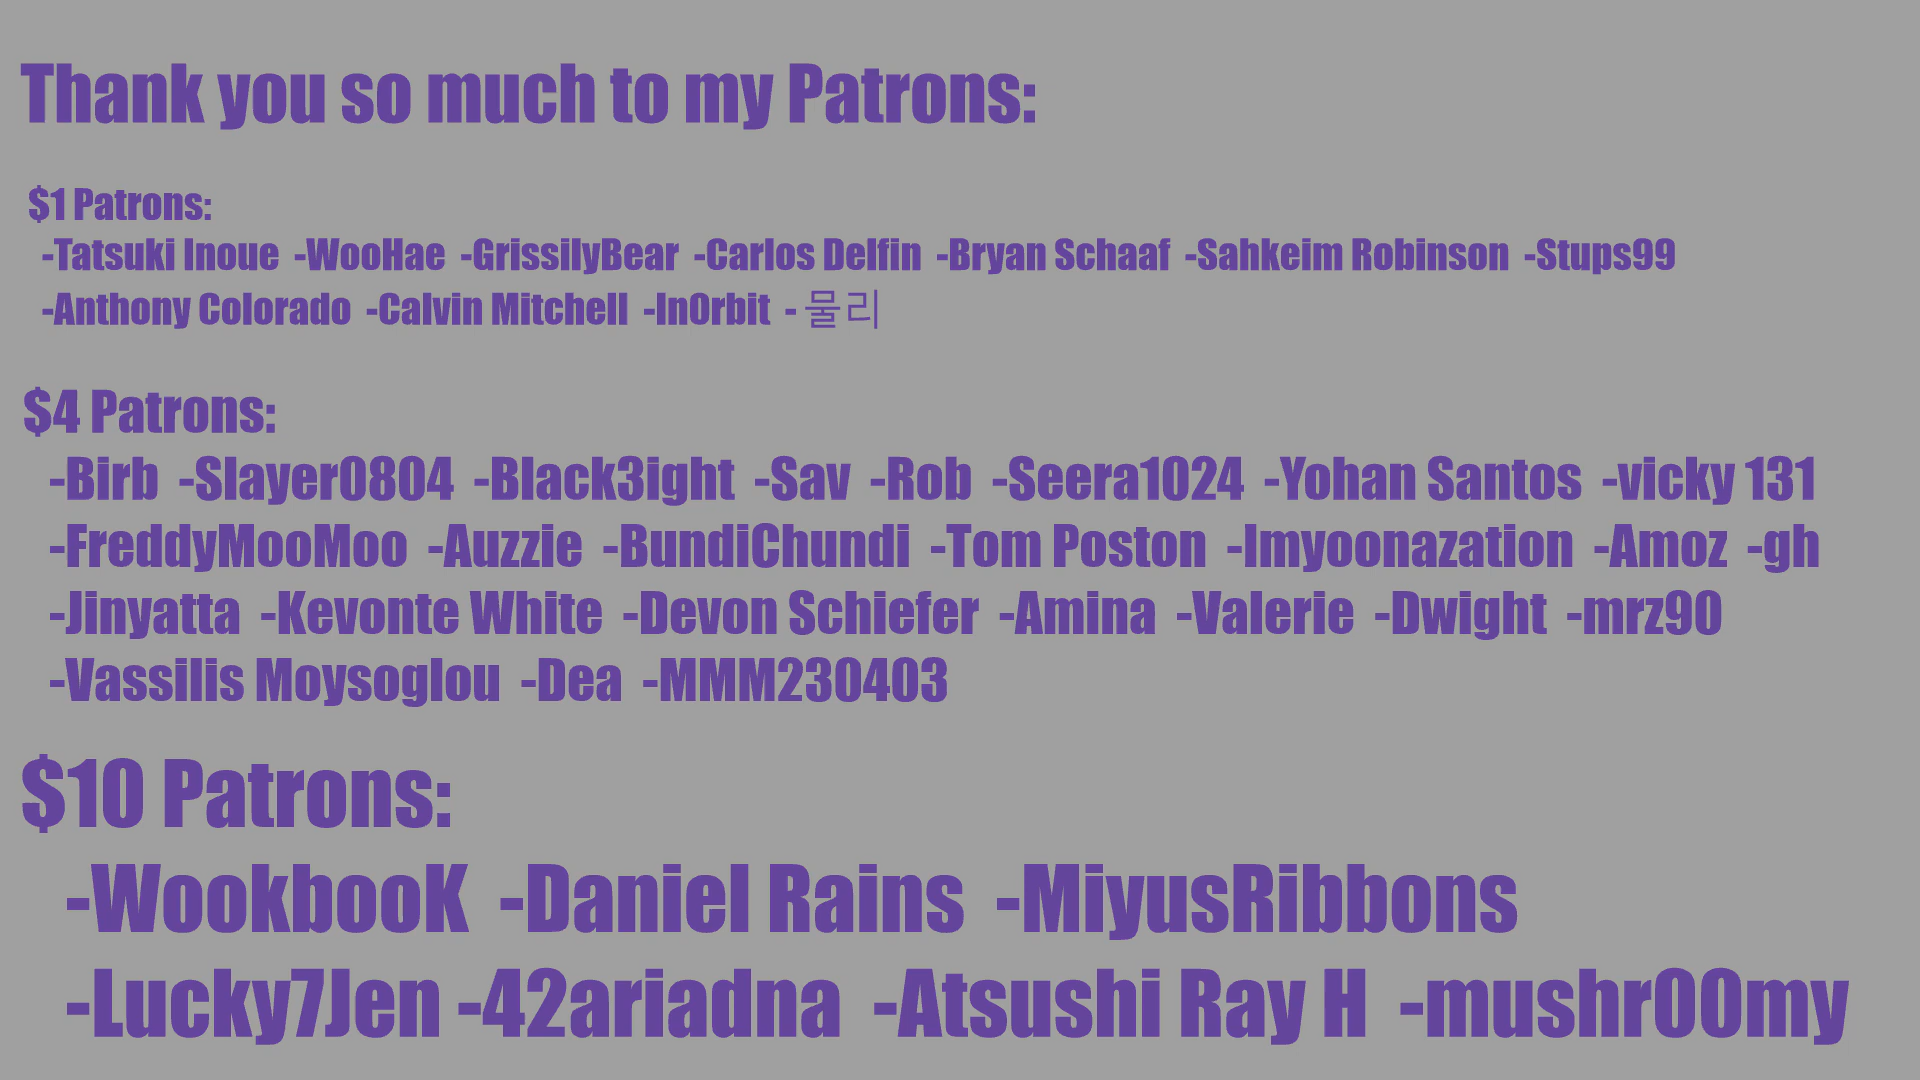 Thank you so much to my Patrons:
$1 Patrons:
-Tatsuki Inoue -WooHae -GrissilyBear -Carlos Delfin -Bryan Schaaf -Sahkeim Robinson -Stups99
-Anthony Colorado -Calvin Mitchell -InOrbit - 물리
$4 Patrons:
-Birb -Slayer0804 -Black3ight -Sav -Rob -Seera1024 -Yohan Santos -vicky 131
-FreddyMooMoo -Auzzie -BundiChundi -Tom Poston -Imyoonazation -Amoz -gh
-Jinyatta -Kevonte White -Devon Schiefer -Amina -Valerie -Dwight -mrz90
-Vassilis Moysoglou -Dea -MMM230403
$10 Patrons:
-WookbooK -Daniel Rains -MiyusRibbons
-Lucky7Jen -42ariadna -Atsushi Ray H -mushr00my